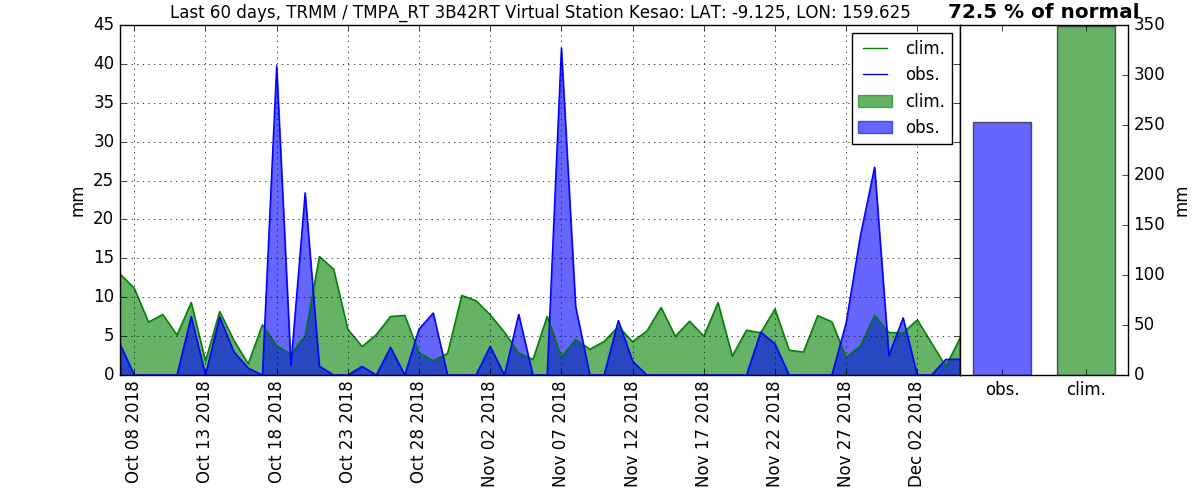 Last 60 days, TRMM / TMPA_RT 3B42RT Virtual Station Kesao: LAT: -9.125, LON: 159.625
72.5 % of normal
45
40
35
30
25
20
15
10
5
0
mm
clim.
obs.
clim.
obs.
350
300
250
200
150
100
50
0
mm
obs.
clim.
Oct 08 2018
Oct 13 2018
Oct 18 2018
Oct 23 2018
Oct 28 2018
Nov 02 2018
Nov 07 2018
Nov 12 2018
Nov 17 2018
Nov 22 2018
Nov 27 2018
Dec 02 2018